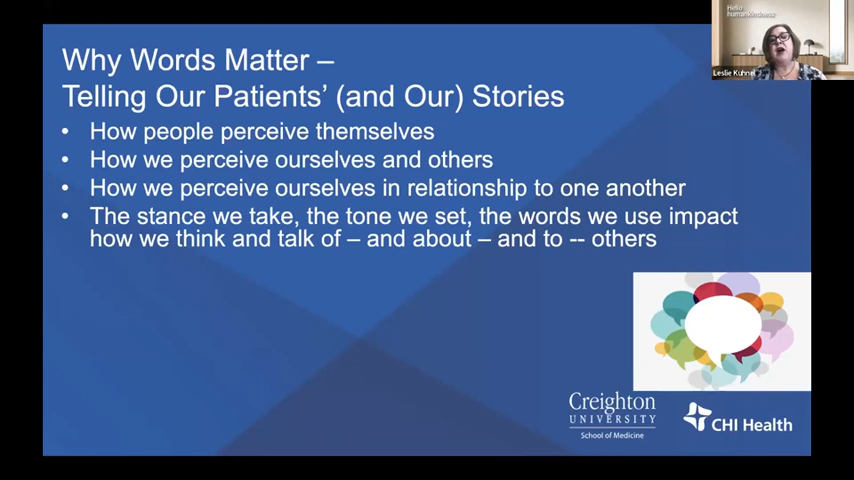 Why Words Matter –
Telling Our Patients’ (and Our) Stories
• How people perceive themselves
• How we perceive ourselves and others
• How we perceive ourselves in relationship to one another
• The stance we take, the tone we set, the words we use impact
how we think and talk of – and about – and to -- others
Creighton
UNIVERSITY
School of Medicine
CHI Health
Hello
humankindness
Leslie Kuhnel